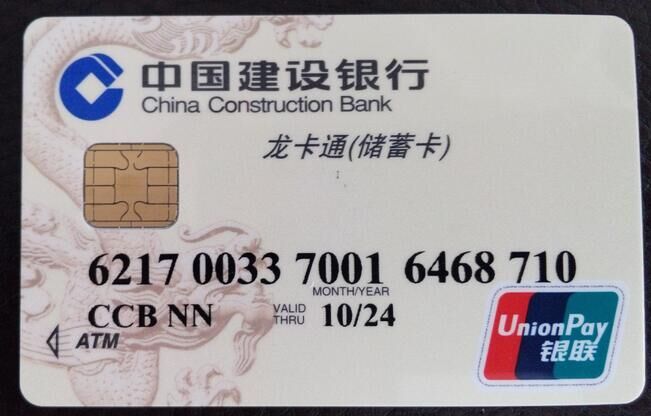 中国建设银行
China Construction Bank
龙卡通(储蓄卡)
6217 0033 7001 6468 710
MONTH/YEAR
CCB NN VALID THRU 10/24
ATM
UnionPay
银联